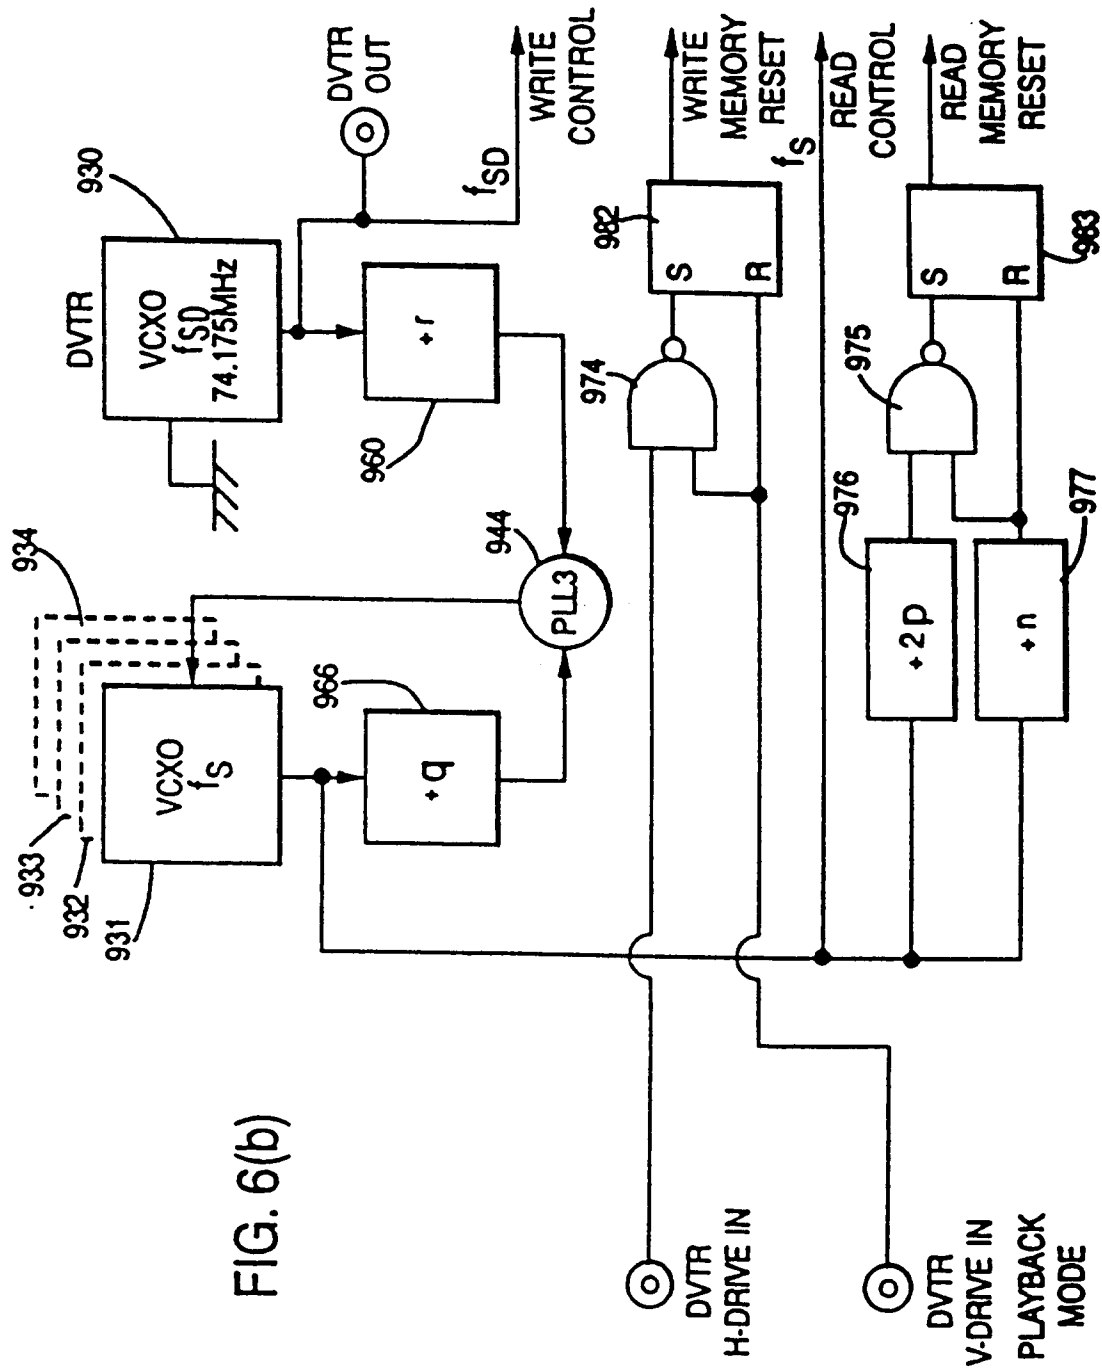 FIG. 6(b)
934
933
932
931
VCXO
fS
966
÷q
944
PLL3
DVTR
930
VCXO
fSD
74.175MHz
960
÷r
DVTR
OUT
fSD
WRITE
CONTROL
974
982
S
R
WRITE
MEMORY
RESET
fS
READ
CONTROL
976
÷2p
÷n
977
975
S
R
983
READ
MEMORY
RESET
DVTR
H-DRIVE IN
DVTR
V-DRIVE IN
PLAYBACK
MODE